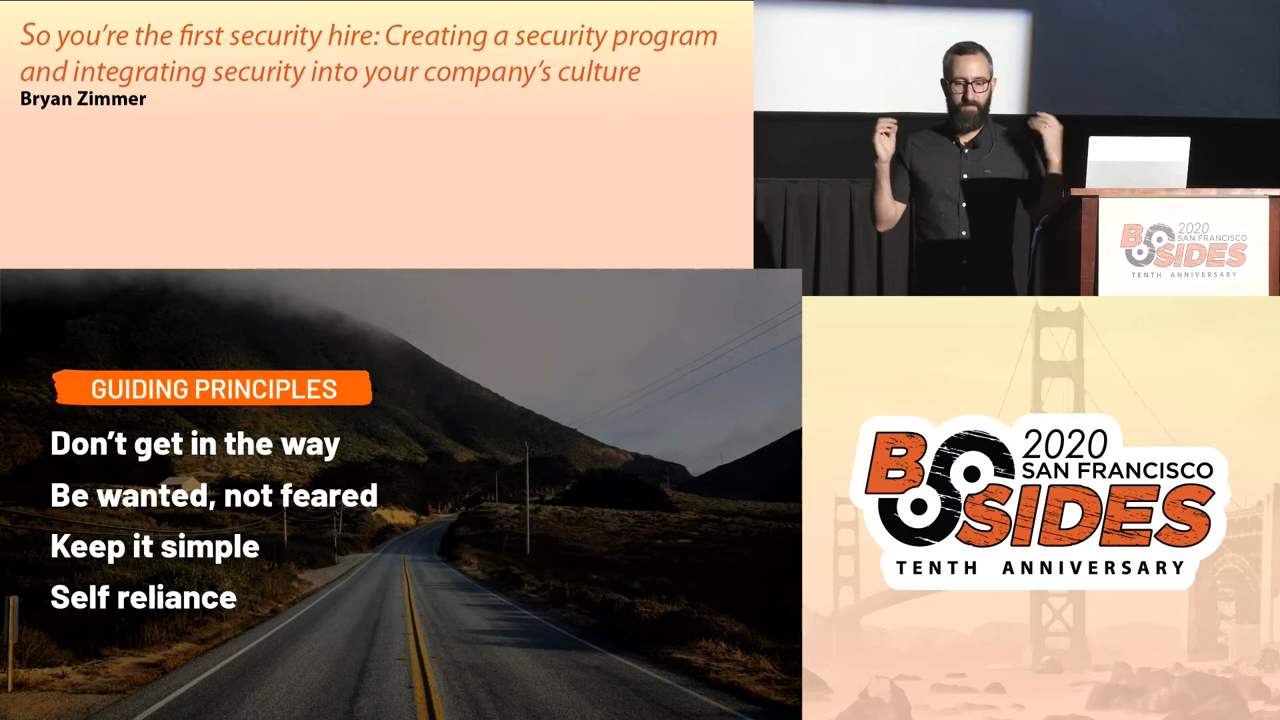 So you're the first security hire: Creating a security program
and integrating security into your company's culture
Bryan Zimmer
2020
SAN FRANCISCO
BSIDES
TENTH ANNIVERSARY
GUIDING PRINCIPLES
Don't get in the way
Be wanted, not feared
Keep it simple
Self reliance
2020
SAN FRANCISCO
BSIDES
TENTH ANNIVERSARY